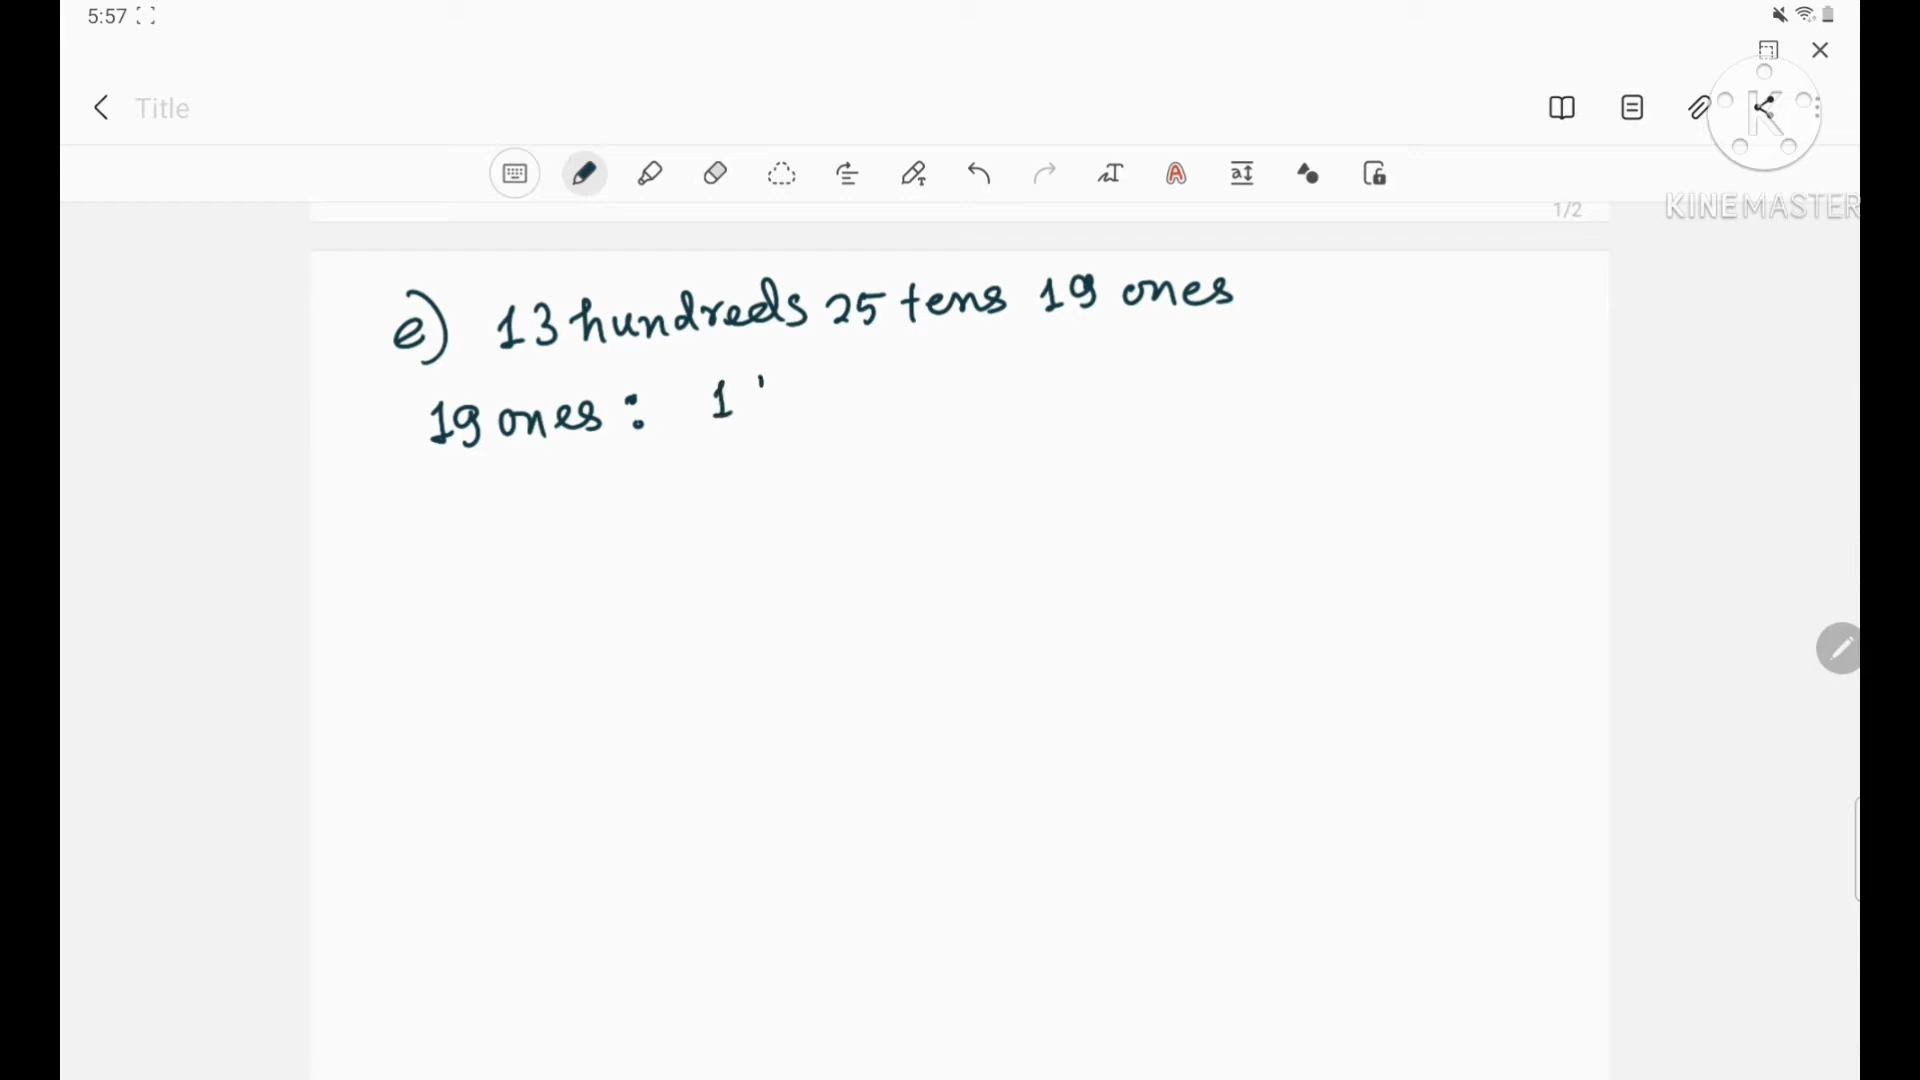 5:57
Title
KINEMASTER
1/2
e) 13 hundreds 25 tens 19 ones
19 ones : 1 '